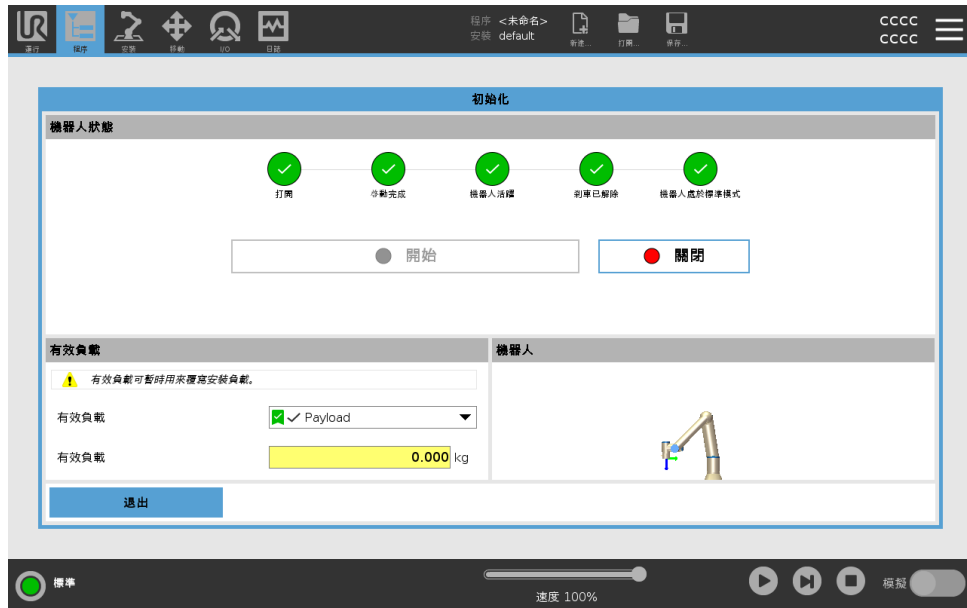 程序 <未命名>
安裝 default
cccc
cccc
運行
程序
安裝
移動
I/O
日誌
新建...
打開...
保存...
初始化
機器人狀態
打開
啓動完成
機器人活躍
剎車已解除
機器人處於標準模式
開始
關閉
有效負載
機器人
有效負載可暫時用來覆寫安裝負載。
有效負載
Payload
有效負載
0.000 kg
退出
標準
速度 100%
模擬